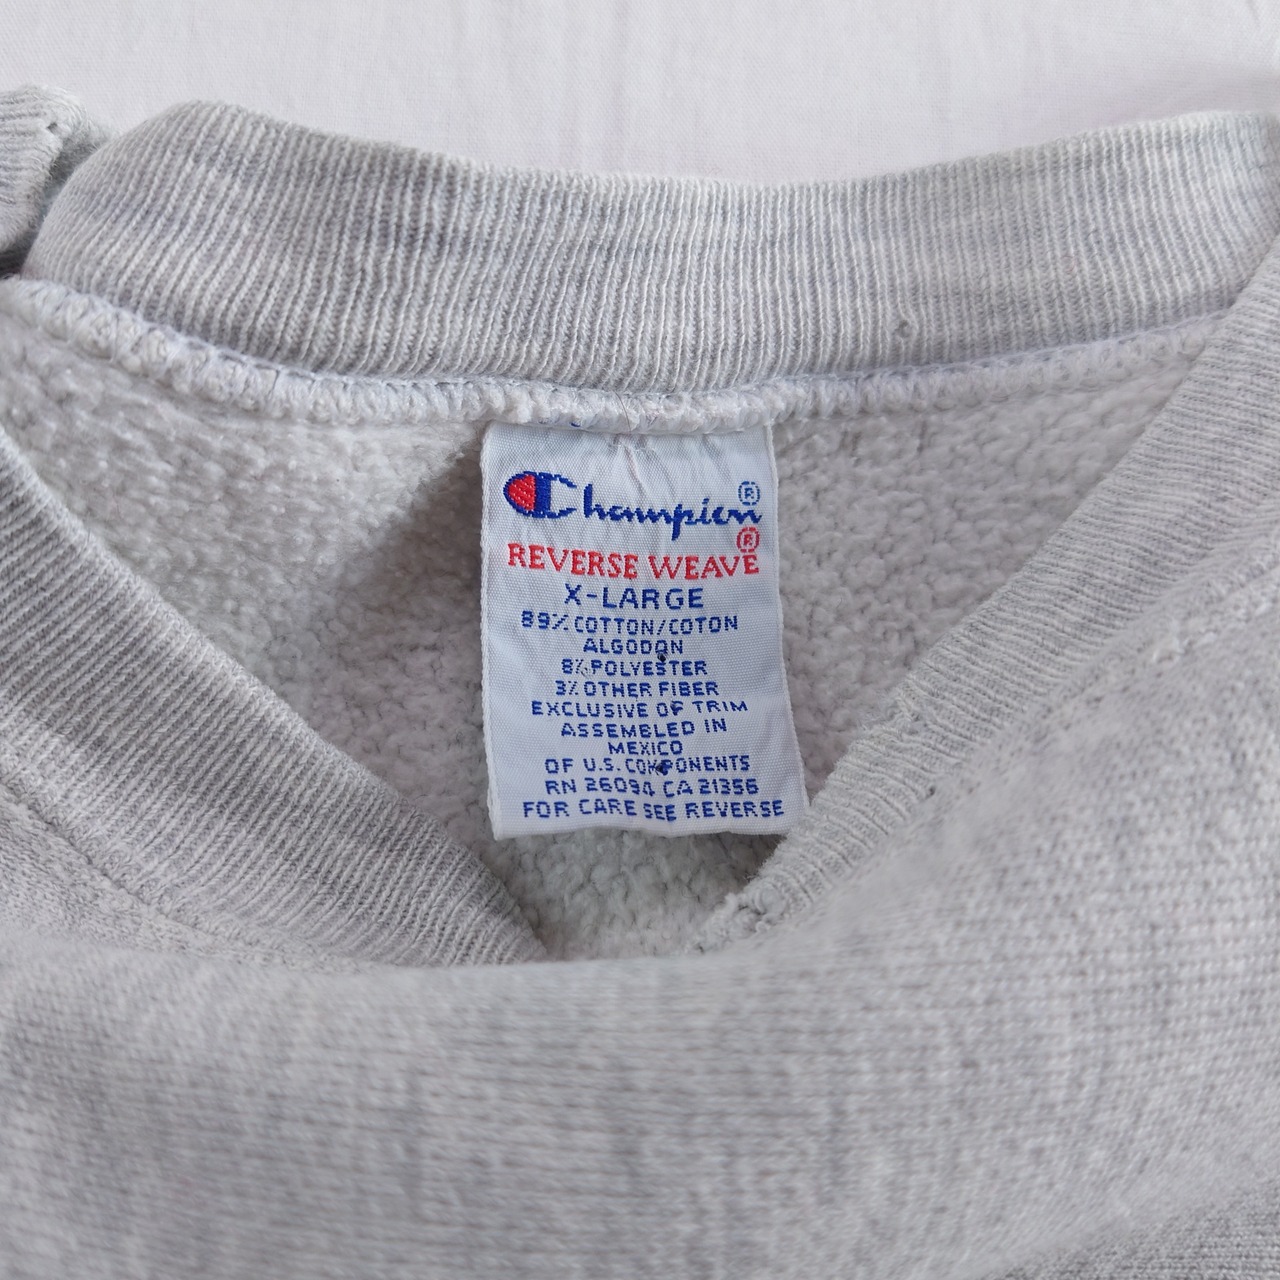 Champion®
REVERSE WEAVE®
X-LARGE
89% COTTON/COTON
ALGODON
8% POLYESTER
3% OTHER FIBER
EXCLUSIVE OF TRIM
ASSEMBLED IN
MEXICO
OF U.S. COMPONENTS
RN 26094 CA 21356
FOR CARE SEE REVERSE